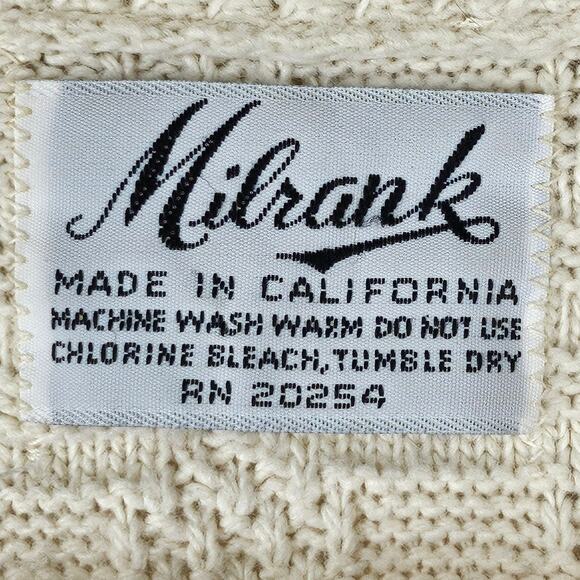 Milrank
MADE IN CALIFORNIA
MACHINE WASH WARM DO NOT USE
CHLORINE BLEACH, TUMBLE DRY
RN 20254